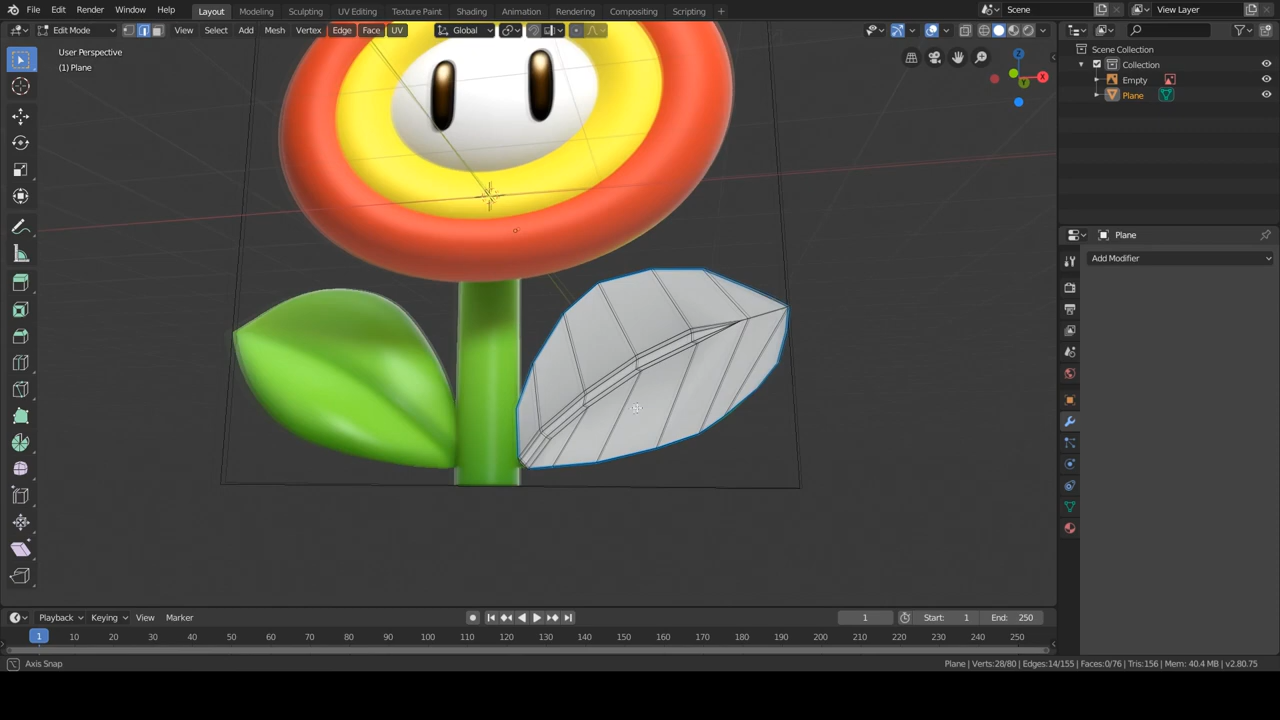 File Edit Render Window Help Layout Modeling Sculpting UV Editing Texture Paint Shading Animation Rendering Compositing Scripting + Scene View Layer
Edit Mode View Select Add Mesh Vertex Edge Face UV Global
User Perspective
(1) Plane
Z
X
Y
Scene Collection
Collection
Empty
Plane
Plane
Add Modifier
Playback Keying View Marker 1 Start: 1 End: 250
1 10 20 30 40 50 60 70 80 90 100 110 120 130 140 150 160 170 180 190 200 210 220 230 240 250
Axis Snap Plane | Verts:28/80 | Edges:14/155 | Faces:0/76 | Tris:156 | Mem: 40.4 MB | v2.80.75